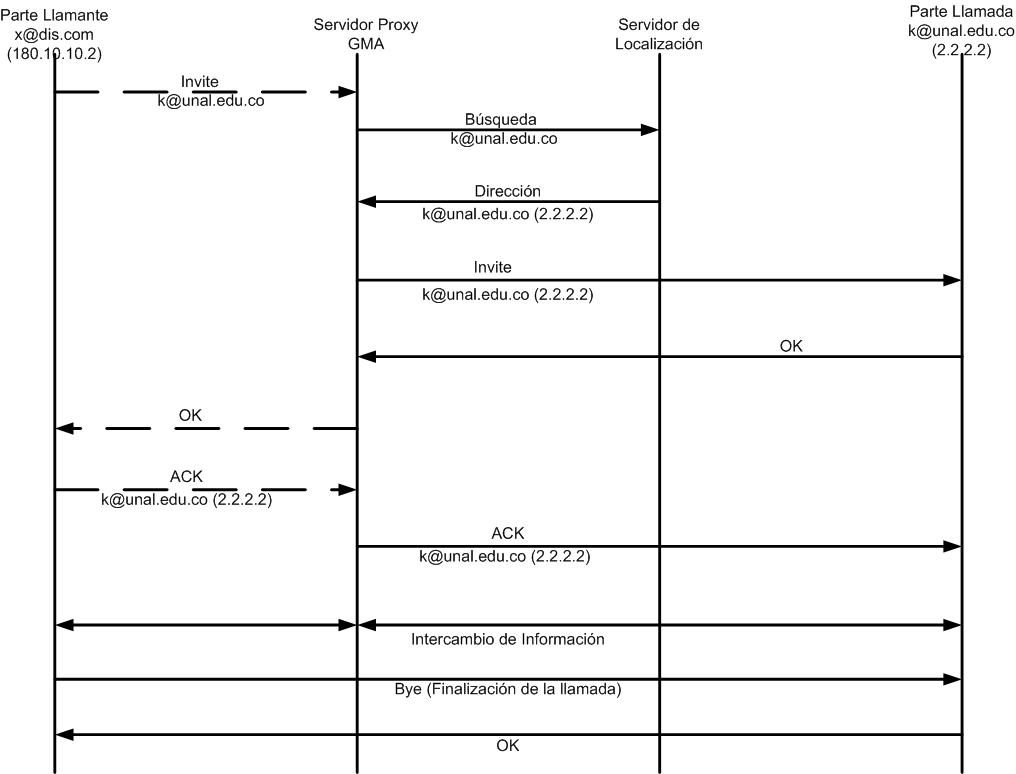 Parte Llamante
x@dis.com
(180.10.10.2)
Servidor Proxy
GMA
Servidor de
Localización
Parte Llamada
k@unal.edu.co
(2.2.2.2)
Invite
k@unal.edu.co
Búsqueda
k@unal.edu.co
Dirección
k@unal.edu.co (2.2.2.2)
Invite
k@unal.edu.co (2.2.2.2)
OK
OK
ACK
k@unal.edu.co (2.2.2.2)
ACK
k@unal.edu.co (2.2.2.2)
Intercambio de Información
Bye (Finalización de la llamada)
OK